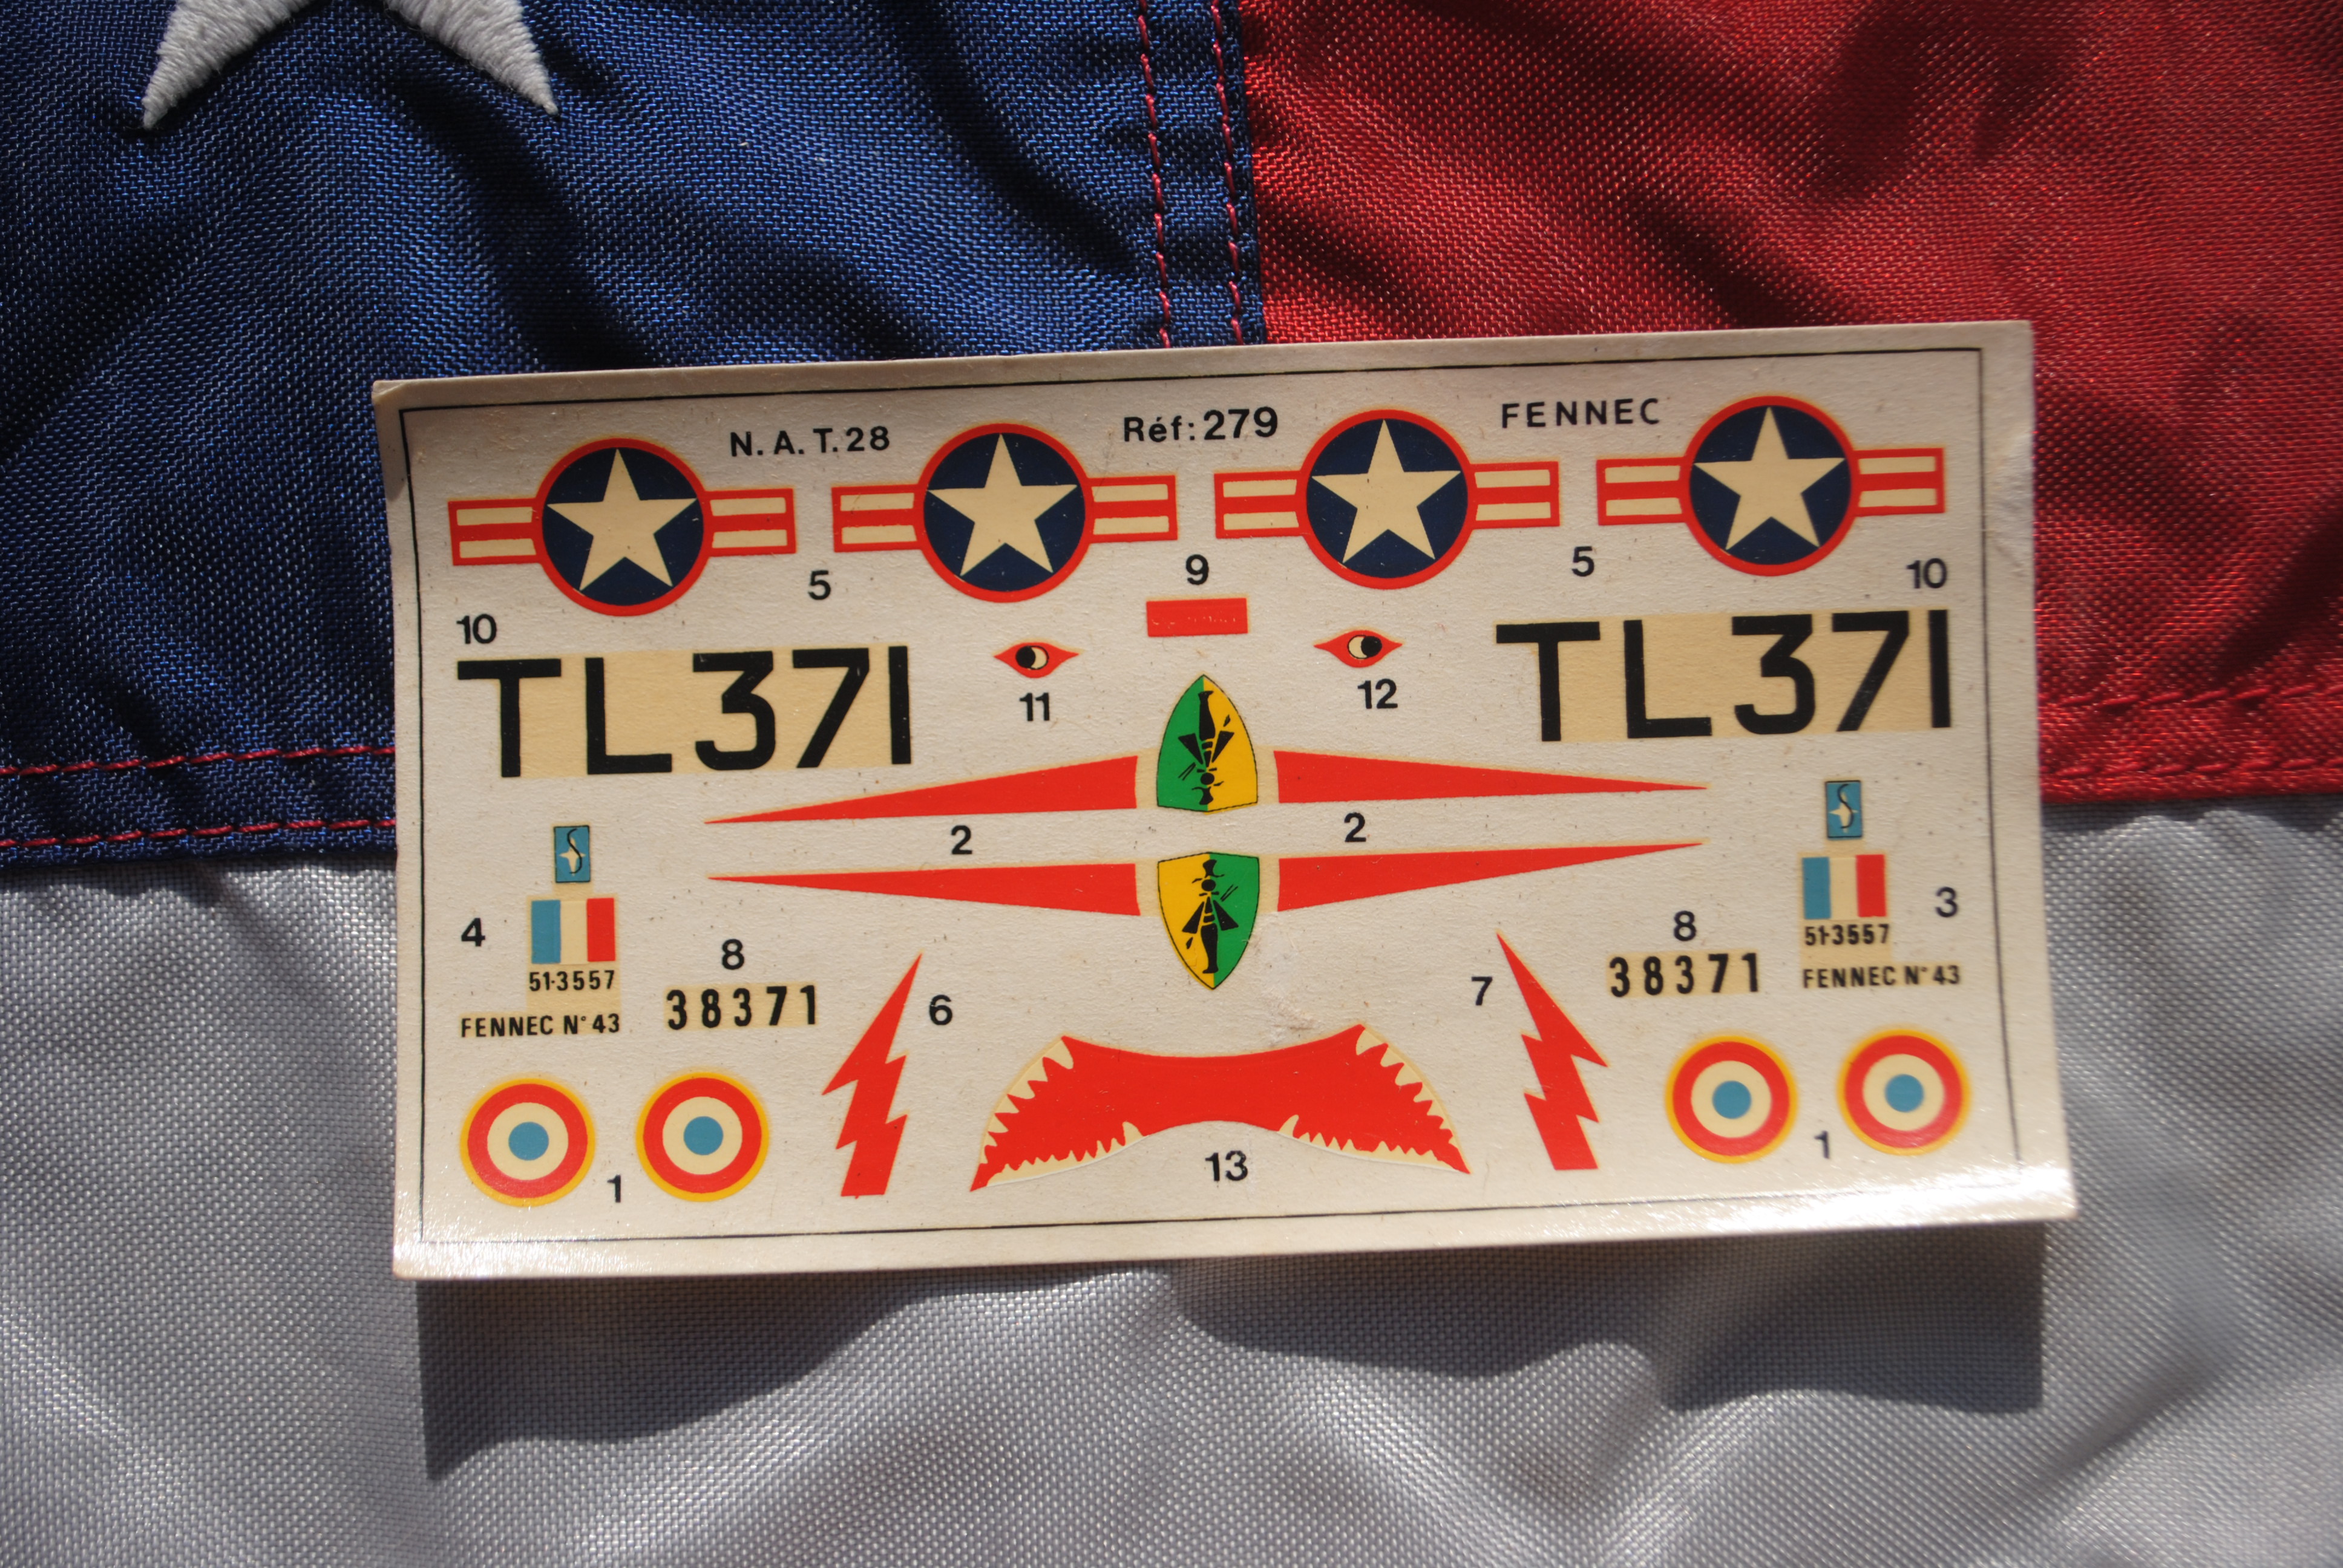 N. A. T. 28 Réf: 279 FENNEC
5 9 5
10 10
TL371 11 12 TL371
2 2
4 3
51-3557 8 8 51-3557
FENNEC N° 43 38371 6 7 38371 FENNEC N° 43
1 13 1